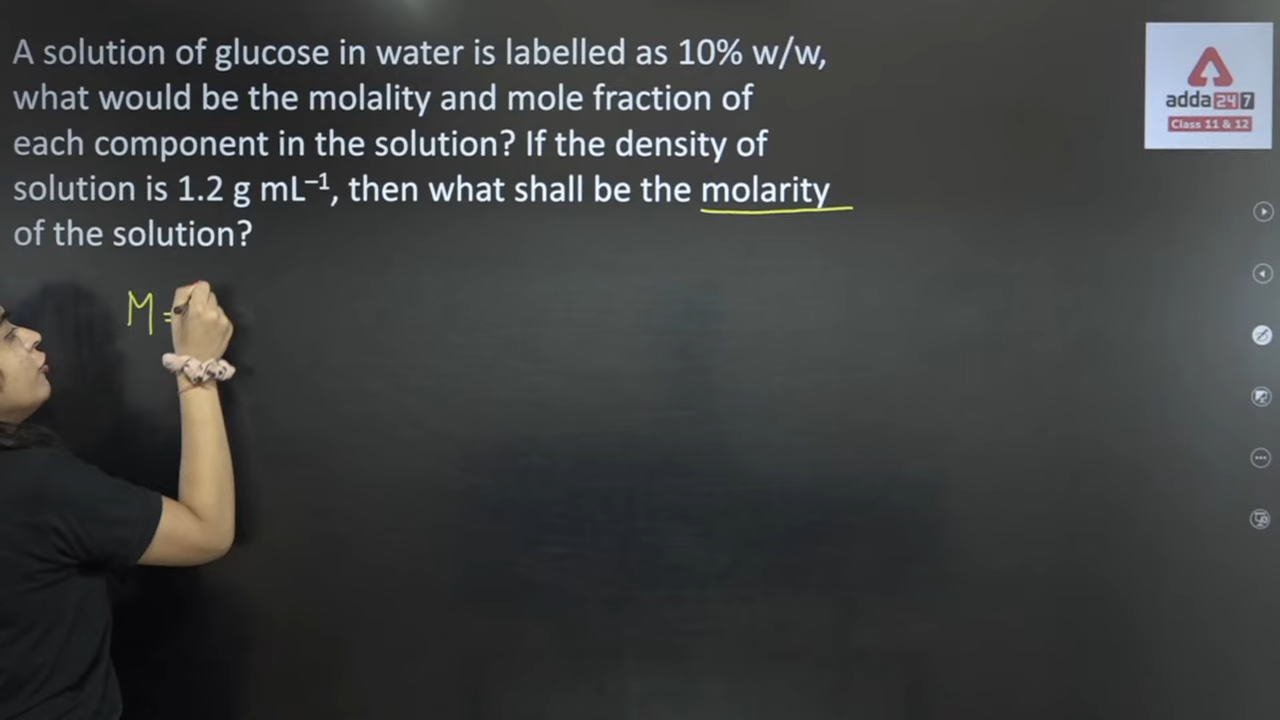 A solution of glucose in water is labelled as 10% w/w,
what would be the molality and mole fraction of
each component in the solution? If the density of
solution is 1.2 g mL⁻¹, then what shall be the molarity
of the solution?
M =
adda247
Class 11 & 12